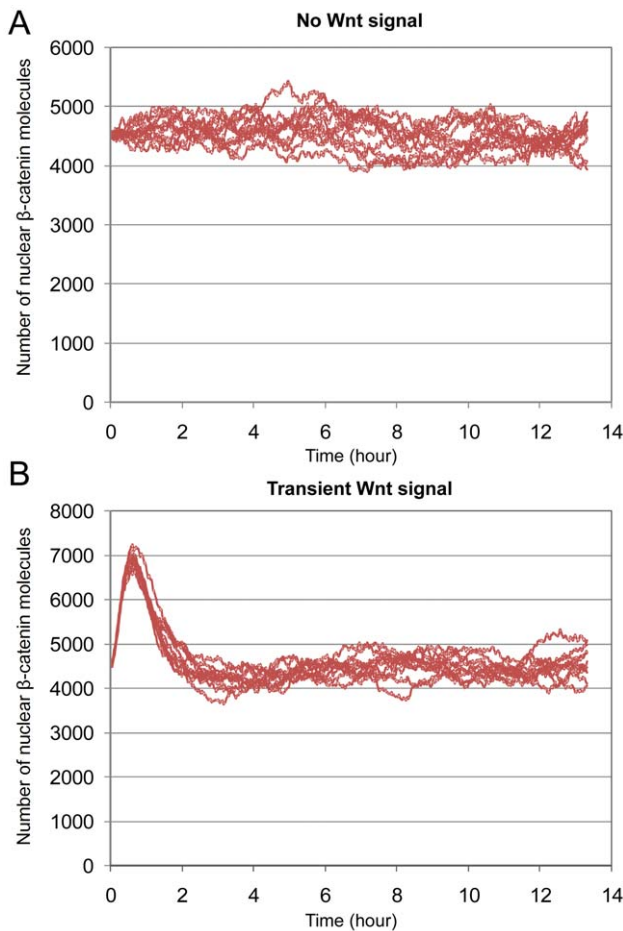 A
No Wnt signal
Number of nuclear β-catenin molecules
6000
5000
4000
3000
2000
1000
0
0 2 4 6 8 10 12 14
Time (hour)
B
Transient Wnt signal
Number of nuclear β-catenin molecules
8000
7000
6000
5000
4000
3000
2000
1000
0
0 2 4 6 8 10 12 14
Time (hour)